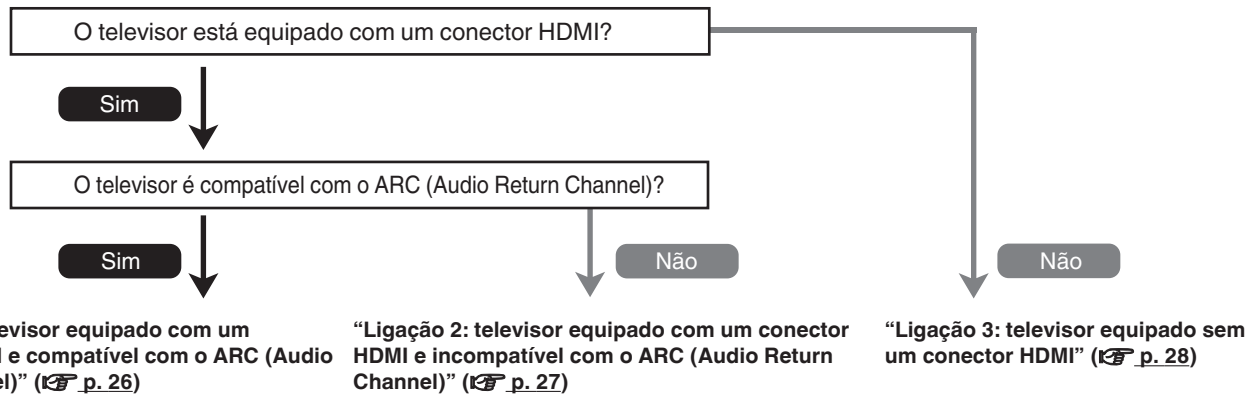 O televisor está equipado com um conector HDMI?
Sim
O televisor é compatível com o ARC (Audio Return Channel)?
Sim
Não
Não
equipado com um
e compatível com o ARC (Audio
(p. 26)
“Ligação 2: televisor equipado com um conector
HDMI e incompatível com o ARC (Audio Return
Channel)” (p. 27)
“Ligação 3: televisor equipado sem
um conector HDMI” (p. 28)